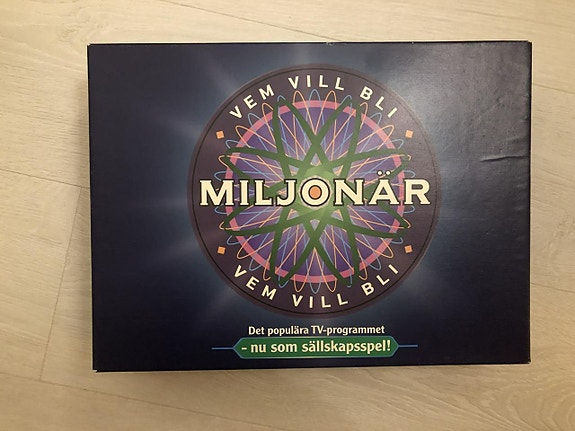 VEM VILL BLI
MILJONÄR
VEM VILL BLI
Det populära TV-programmet
- nu som sällskapsspel!